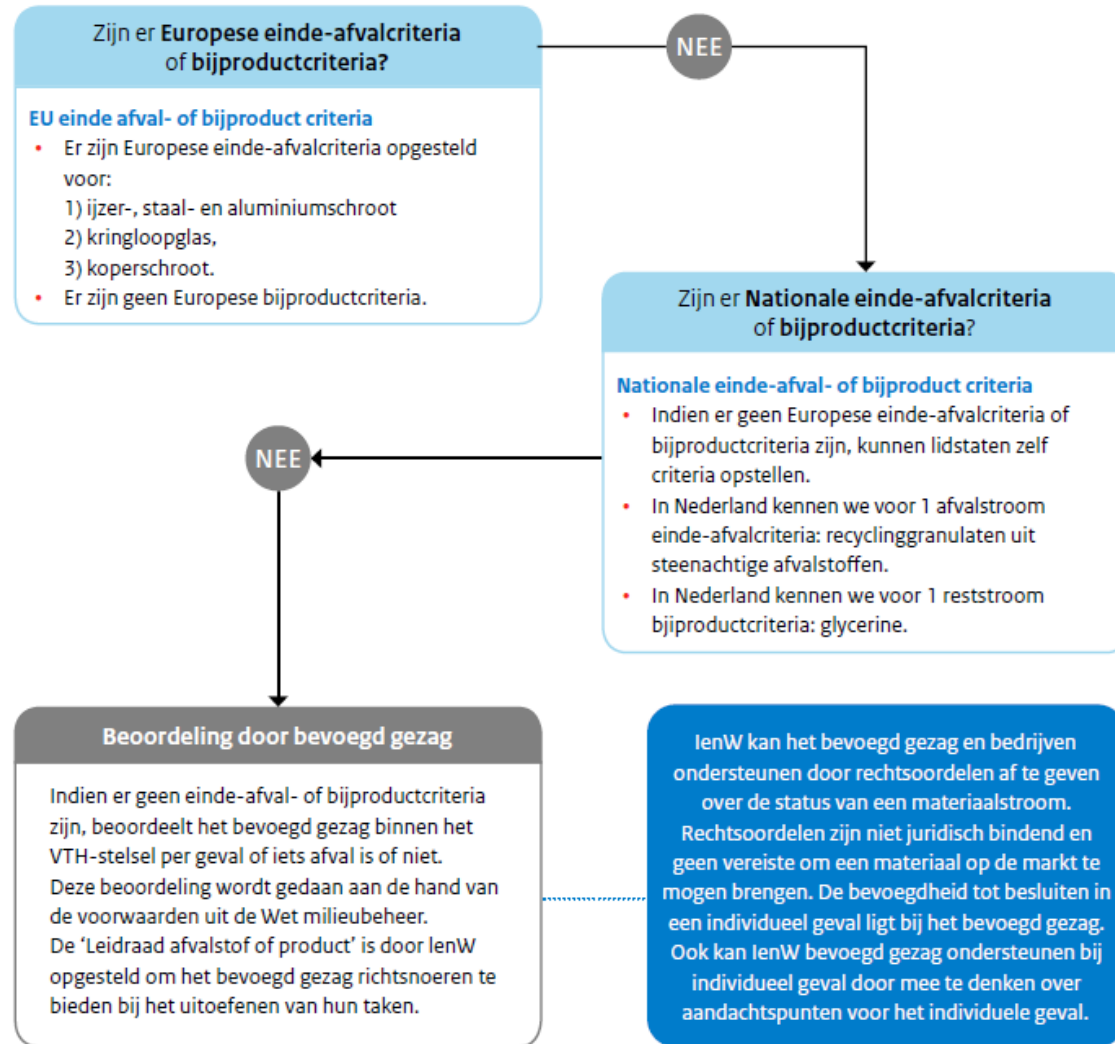 Zijn er Europese einde-afvalcriteria
of bijproductcriteria?
NEE
EU einde afval- of bijproduct criteria
• Er zijn Europese einde-afvalcriteria opgesteld
voor:
1) ijzer-, staal- en aluminiumschroot
2) kringloopglas,
3) koperschroot.
• Er zijn geen Europese bijproductcriteria.
Zijn er Nationale einde-afvalcriteria
of bijproductcriteria?
Nationale einde-afval- of bijproduct criteria
• Indien er geen Europese einde-afvalcriteria of
bijproductcriteria zijn, kunnen lidstaten zelf
criteria opstellen.
• In Nederland kennen we voor 1 afvalstroom
einde-afvalcriteria: recyclinggranulaten uit
steenachtige afvalstoffen.
• In Nederland kennen we voor 1 reststroom
bjiproductcriteria: glycerine.
NEE
Beoordeling door bevoegd gezag
Indien er geen einde-afval- of bijproductcriteria
zijn, beoordeelt het bevoegd gezag binnen het
VTH-stelsel per geval of iets afval is of niet.
Deze beoordeling wordt gedaan aan de hand van
de voorwaarden uit de Wet milieubeheer.
De ‘Leidraad afvalstof of product’ is door IenW
opgesteld om het bevoegd gezag richtsnoeren te
bieden bij het uitoefenen van hun taken.
IenW kan het bevoegd gezag en bedrijven
ondersteunen door rechtsoordelen af te geven
over de status van een materiaalstroom.
Rechtsoordelen zijn niet juridisch bindend en
geen vereiste om een materiaal op de markt te
mogen brengen. De bevoegdheid tot besluiten in
een individueel geval ligt bij het bevoegd gezag.
Ook kan IenW bevoegd gezag ondersteunen bij
individueel geval door mee te denken over
aandachtspunten voor het individuele geval.